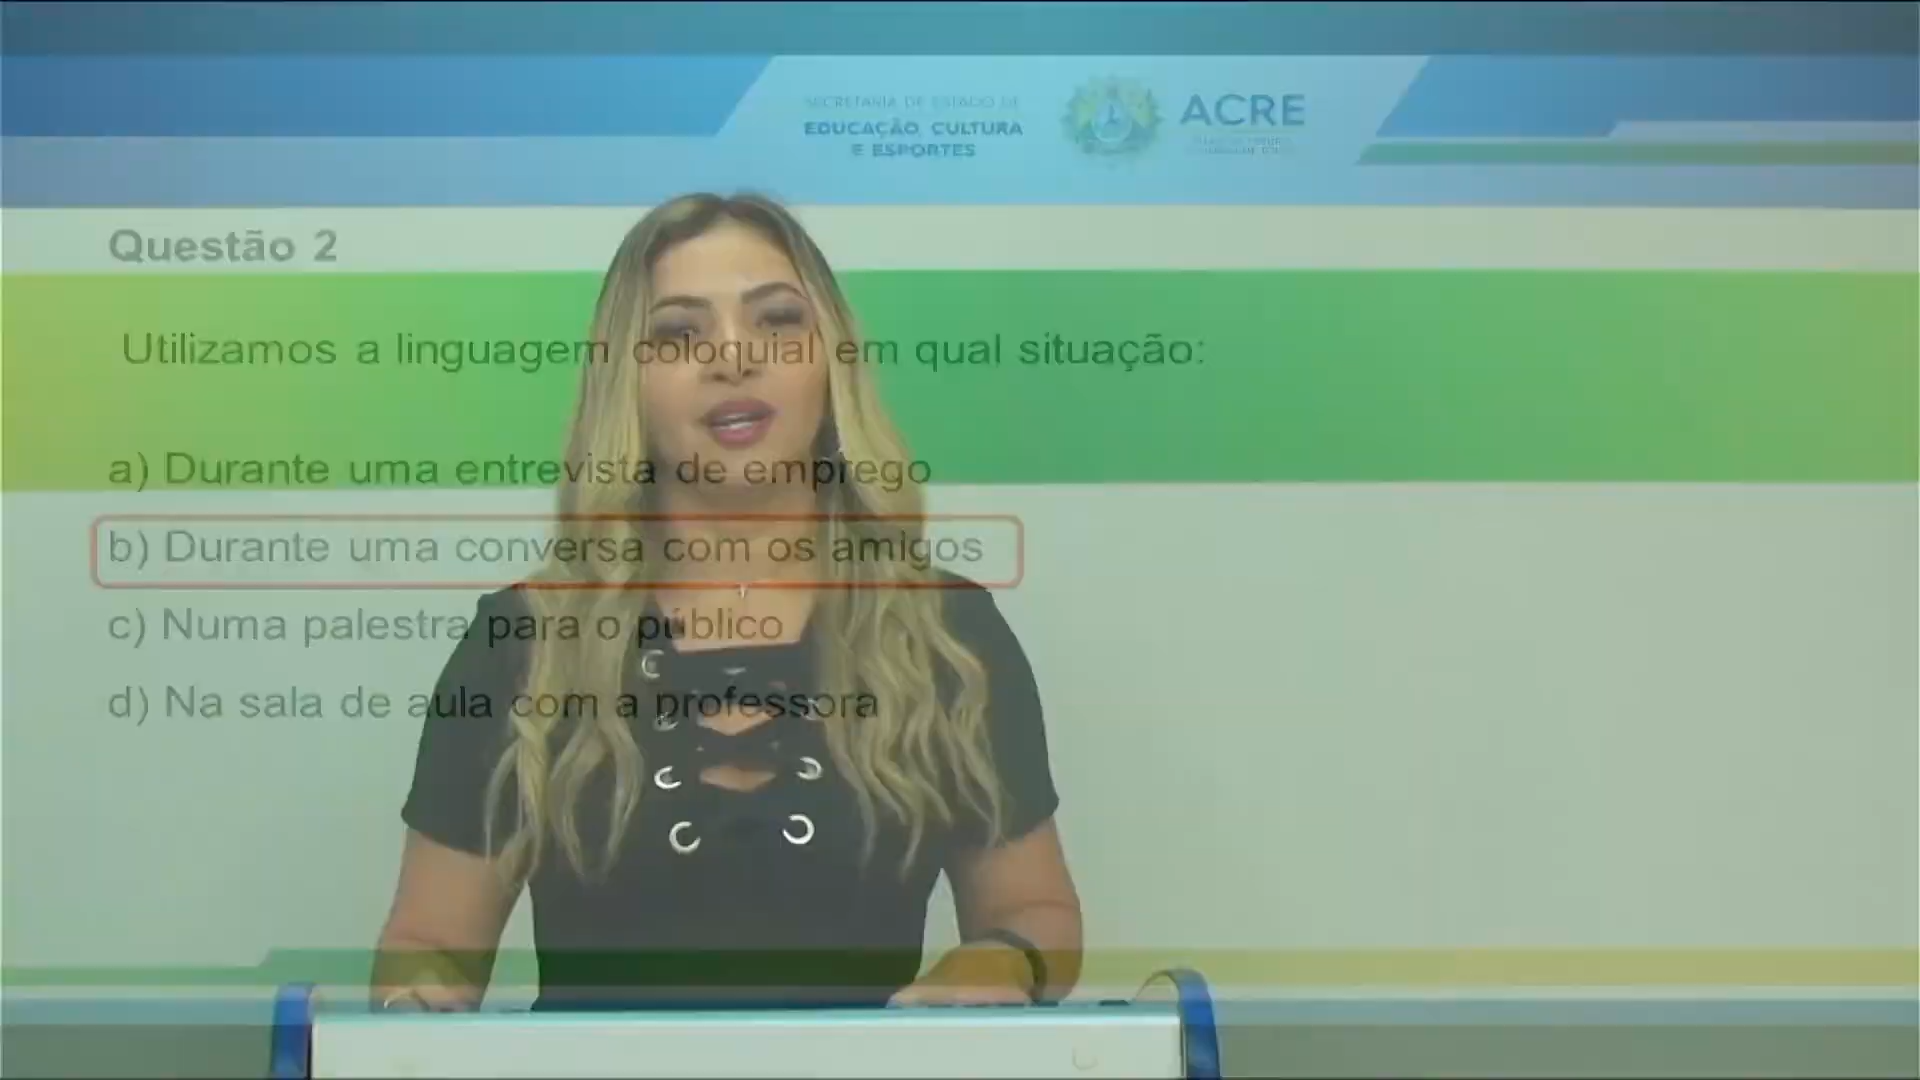 SECRETARIA DE ESTADO DE
EDUCAÇÃO, CULTURA
E ESPORTES
ACRE
Questão 2
Utilizamos a linguagem coloquial em qual situação:
a) Durante uma entrevista de emprego
b) Durante uma conversa com os amigos
c) Numa palestra para o público
d) Na sala de aula com a professora